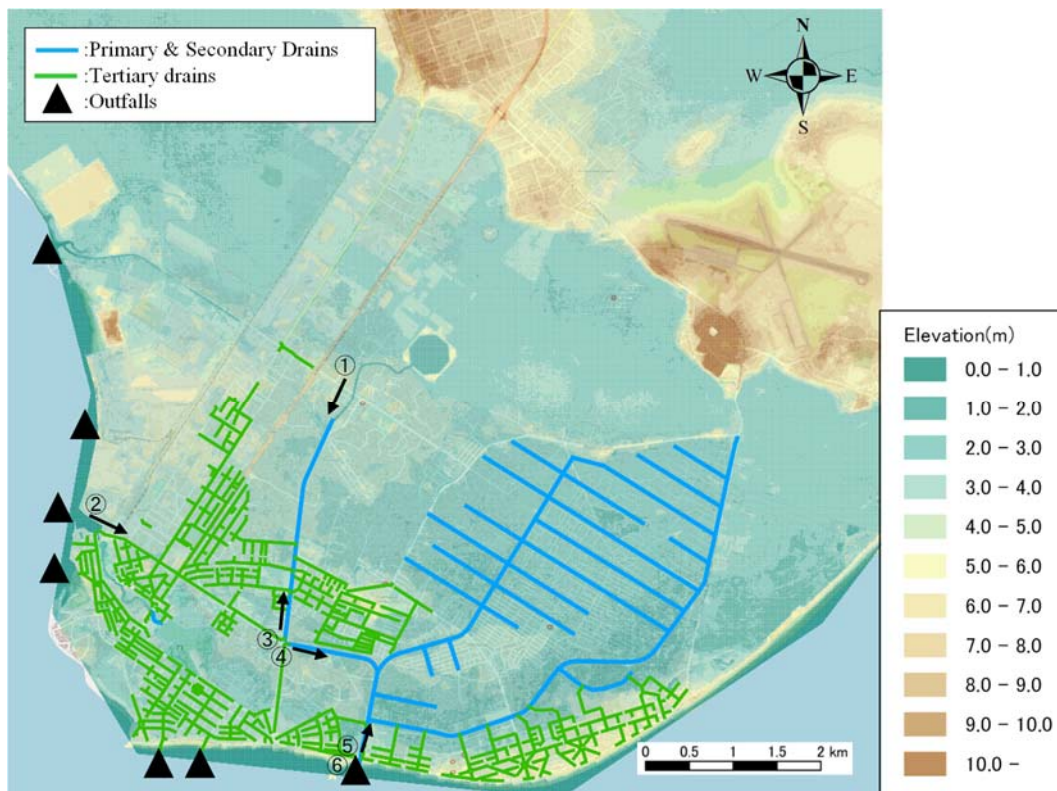 :Primary & Secondary Drains
:Tertiary drains
:Outfalls
N
W E
S
①
②
③
④
⑤
⑥
0 0.5 1 1.5 2 km
Elevation(m)
0.0 - 1.0
1.0 - 2.0
2.0 - 3.0
3.0 - 4.0
4.0 - 5.0
5.0 - 6.0
6.0 - 7.0
7.0 - 8.0
8.0 - 9.0
9.0 - 10.0
10.0 -